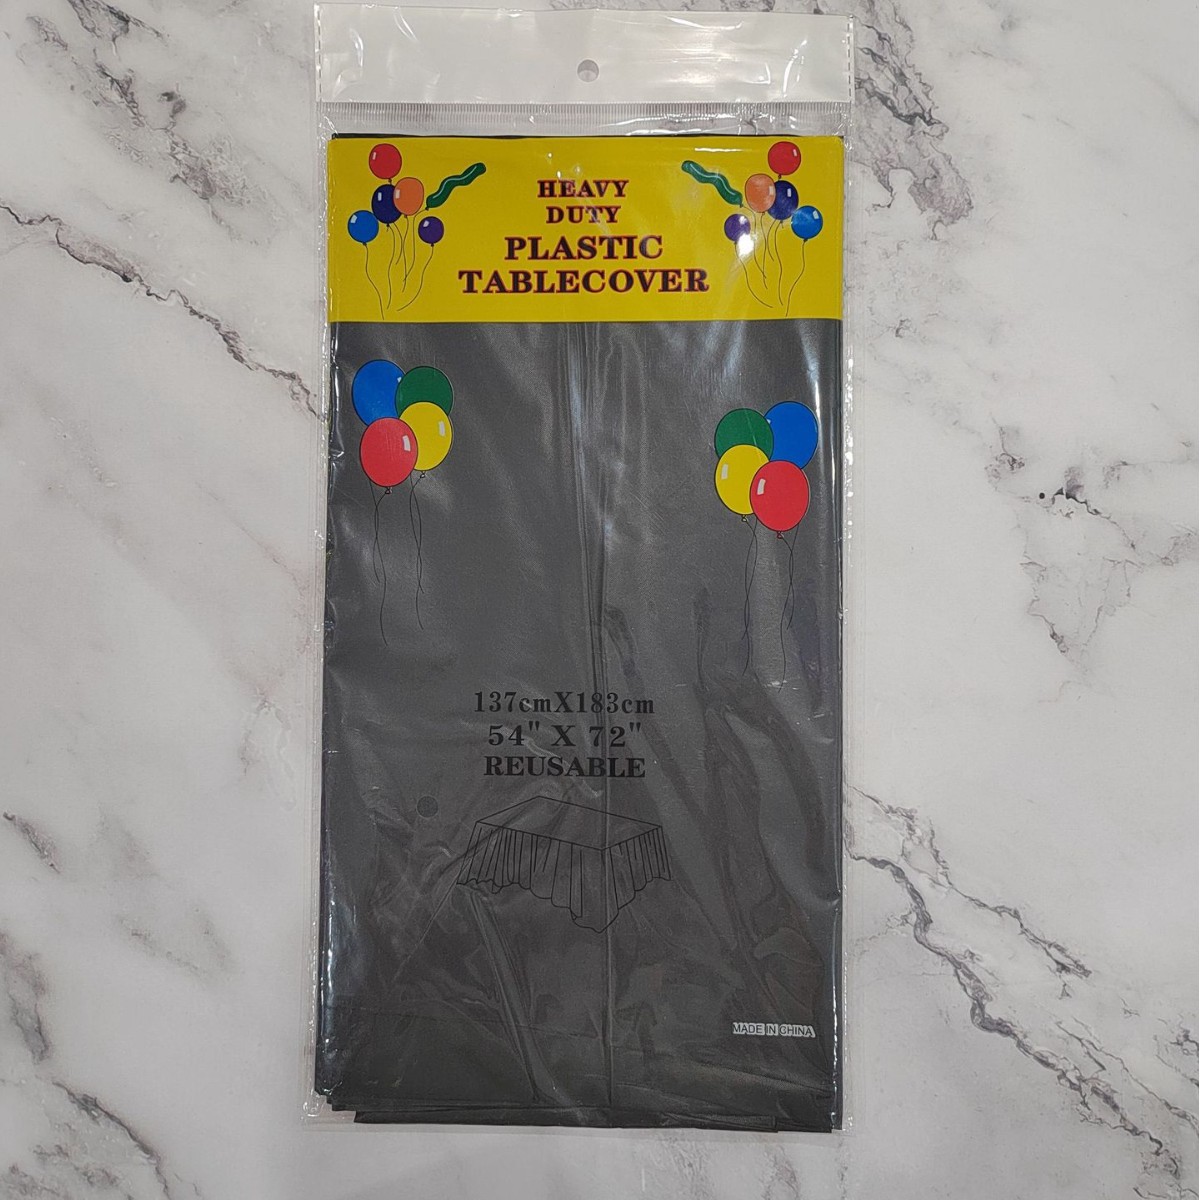 HEAVY
DUTY
PLASTIC
TABLECOVER
137cmX183cm
54" X 72"
REUSABLE
MADE IN CHINA